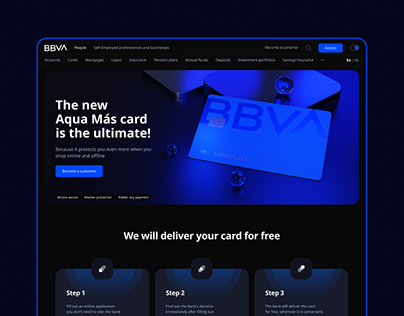 BBVA
People Self Employed professionals and businesses
Become a customer
Access
Accounts Cards Mortgages Loans Insurance Pension plans Mutual funds Deposits Investment portfolios Savings insurance
En | Es
The new
Aqua Más card
is the ultimate!
Because it protects you even more when you
shop online and offline
Become a customer
#more secure #better protection #defer any payment
BBVA
We will deliver your card for free
Step 1
Fill out an online application -
you don't need to visit the bank
Step 2
Find out the bank's decision
immediately after filling out
Step 3
The bank will deliver the card
for free, wherever it is convenient